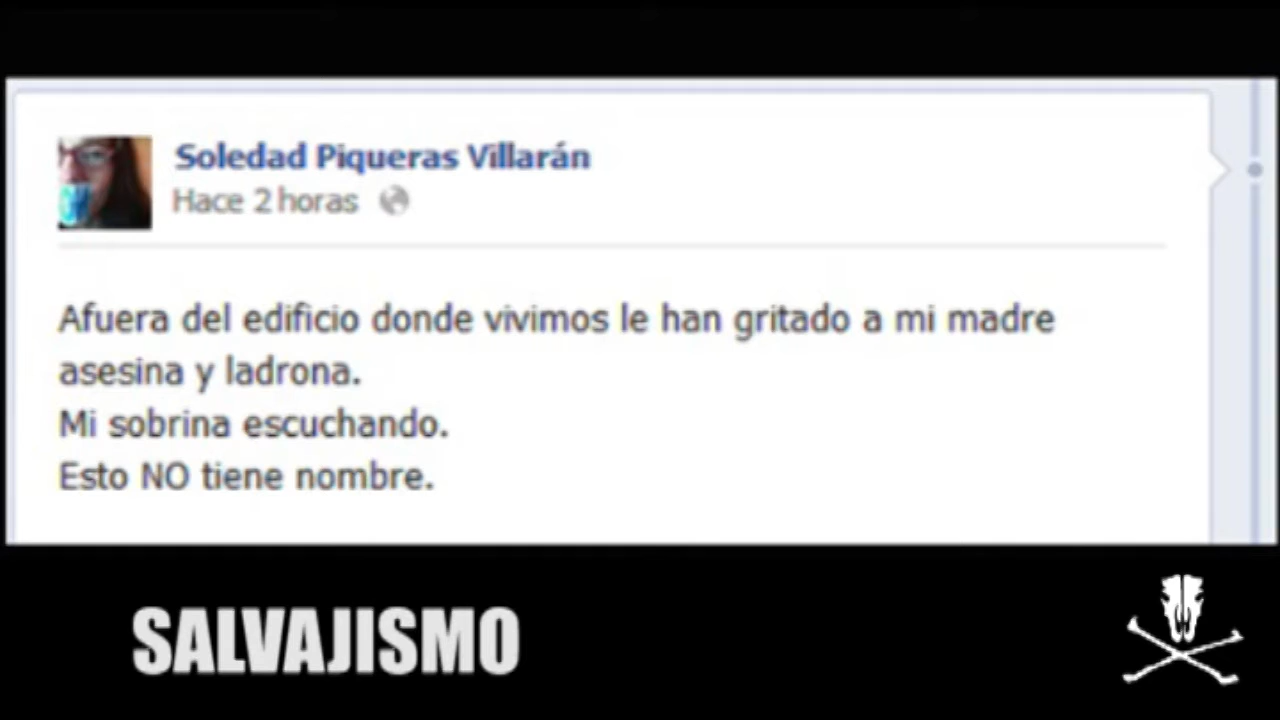 Soledad Piqueras Villarán
Hace 2 horas
Afuera del edificio donde vivimos le han gritado a mi madre
asesina y ladrona.
Mi sobrina escuchando.
Esto NO tiene nombre.
SALVAJISMO